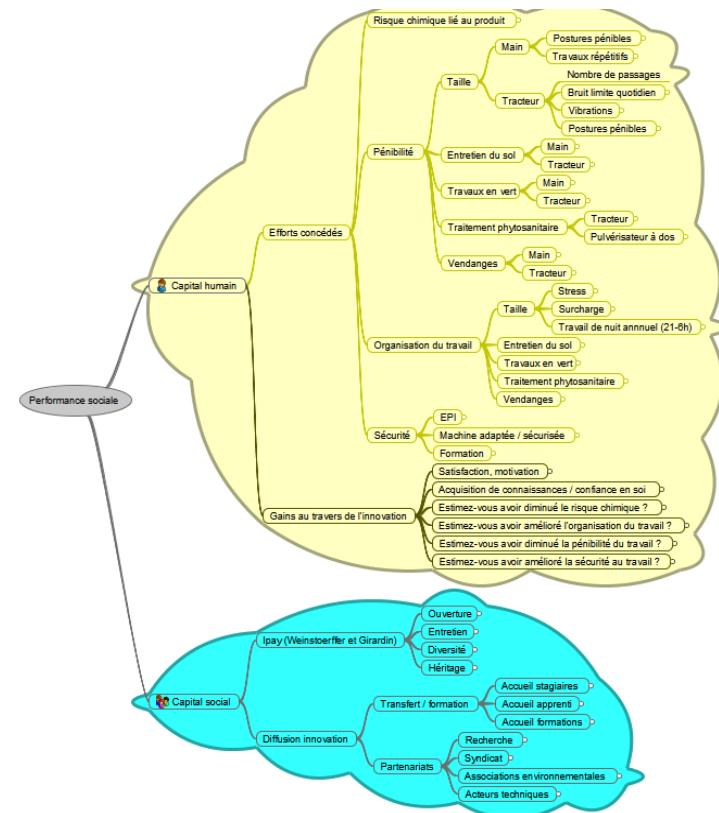 Performance sociale
Capital humain
Efforts concédés
Risque chimique lié au produit
Pénibilité
Taille
Main
Postures pénibles
Travaux répétitifs
Tracteur
Nombre de passages
Bruit limite quotidien
Vibrations
Postures pénibles
Entretien du sol
Main
Tracteur
Travaux en vert
Main
Tracteur
Traitement phytosanitaire
Tracteur
Pulvérisateur à dos
Vendanges
Main
Tracteur
Organisation du travail
Taille
Stress
Surcharge
Travail de nuit annnuel (21-6h)
Entretien du sol
Travaux en vert
Traitement phytosanitaire
Vendanges
Sécurité
EPI
Machine adaptée / sécurisée
Formation
Gains au travers de l'innovation
Satisfaction, motivation
Acquisition de connaissances / confiance en soi
Estimez-vous avoir diminué le risque chimique ?
Estimez-vous avoir amélioré l'organisation du travail ?
Estimez-vous avoir diminué la pénibilité du travail ?
Estimez-vous avoir amélioré la sécurité au travail ?
Capital social
Ipay (Weinstoerffer et Girardin)
Ouverture
Entretien
Diversité
Héritage
Diffusion innovation
Transfert / formation
Accueil stagiaires
Accueil apprenti
Accueil formations
Partenariats
Recherche
Syndicat
Associations environnementales
Acteurs techniques